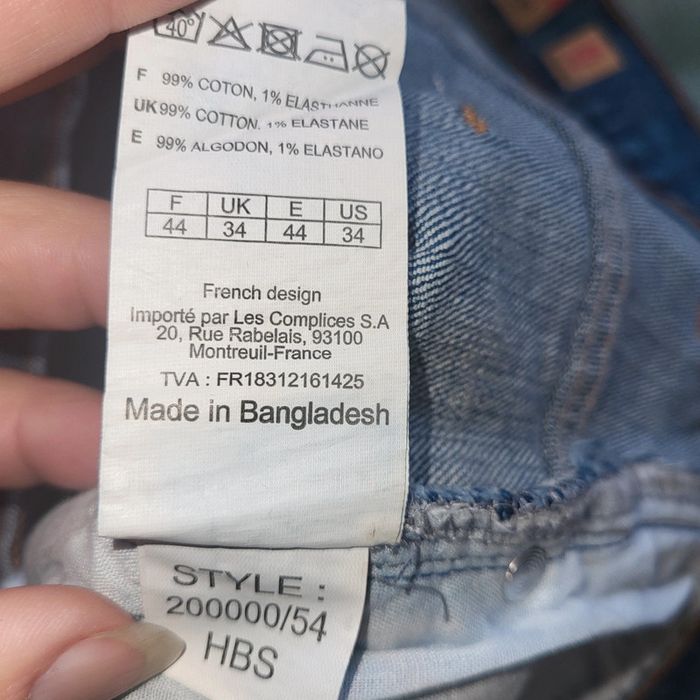 40°
F 99% COTON, 1% ELASTHANNE
UK 99% COTTON, 1% ELASTANE
E 99% ALGODON, 1% ELASTANO
F UK E US
44 34 44 34
French design
Importé par Les Complices S.A
20, Rue Rabelais, 93100
Montreuil-France
TVA : FR18312161425
Made in Bangladesh
STYLE :
200000/54
HBS